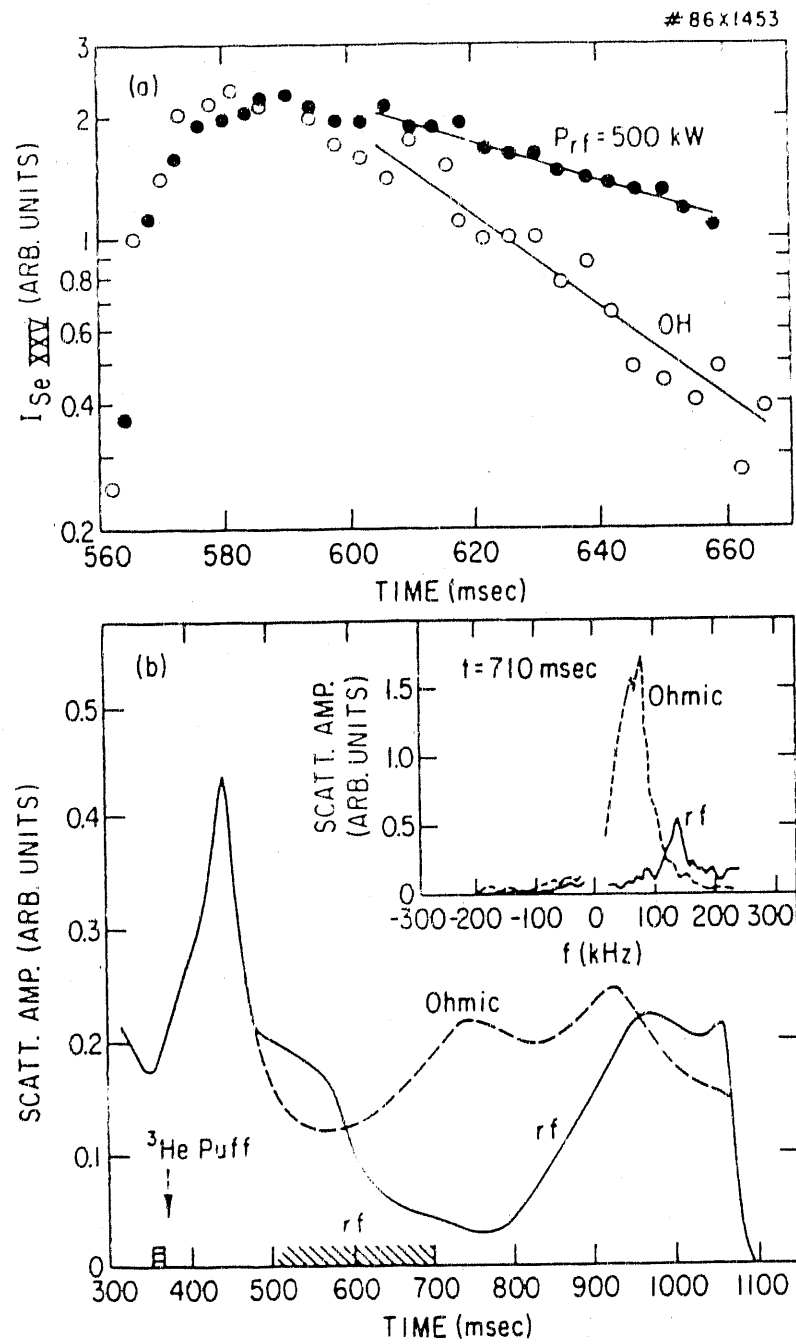 # 86X1453
(a)
3
2
1
0.8
0.6
0.4
0.2
I Se XXV (ARB. UNITS)
Prf = 500 kW
OH
560 580 600 620 640 660
TIME (msec)
(b)
0.5
0.4
0.3
0.2
0.1
0
SCATT. AMP. (ARB. UNITS)
t = 710 msec
SCATT. AMP.
(ARB. UNITS)
1.5
1.0
0.5
0
Ohmic
rf
-300 -200 -100 0 100 200 300
f (kHz)
Ohmic
rf
3He Puff
rf
300 400 500 600 700 800 900 1000 1100
TIME (msec)